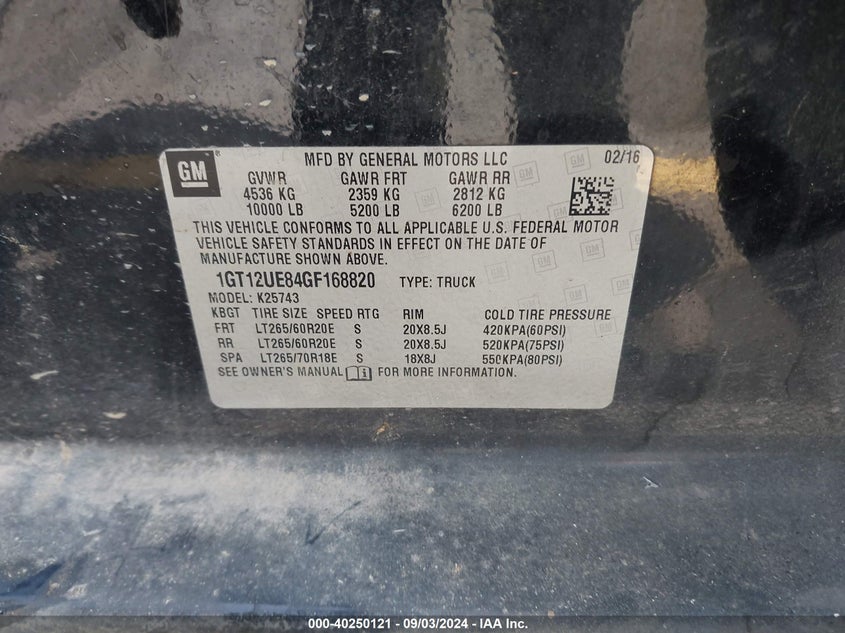 GM
MFD BY GENERAL MOTORS LLC 02/16
GVWR GAWR FRT GAWR RR
4536 KG 2359 KG 2812 KG
10000 LB 5200 LB 6200 LB
THIS VEHICLE CONFORMS TO ALL APPLICABLE U.S. FEDERAL MOTOR
VEHICLE SAFETY STANDARDS IN EFFECT ON THE DATE OF
MANUFACTURE SHOWN ABOVE.
1GT12UE84GF168820 TYPE: TRUCK
MODEL: K25743
KBGT TIRE SIZE SPEED RTG RIM COLD TIRE PRESSURE
FRT LT265/60R20E S 20X8.5J 420KPA(60PSI)
RR LT265/60R20E S 20X8.5J 520KPA(75PSI)
SPA LT265/70R18E S 18X8J 550KPA(80PSI)
SEE OWNER'S MANUAL FOR MORE INFORMATION.
000-40250121 - 09/03/2024 - IAA Inc.